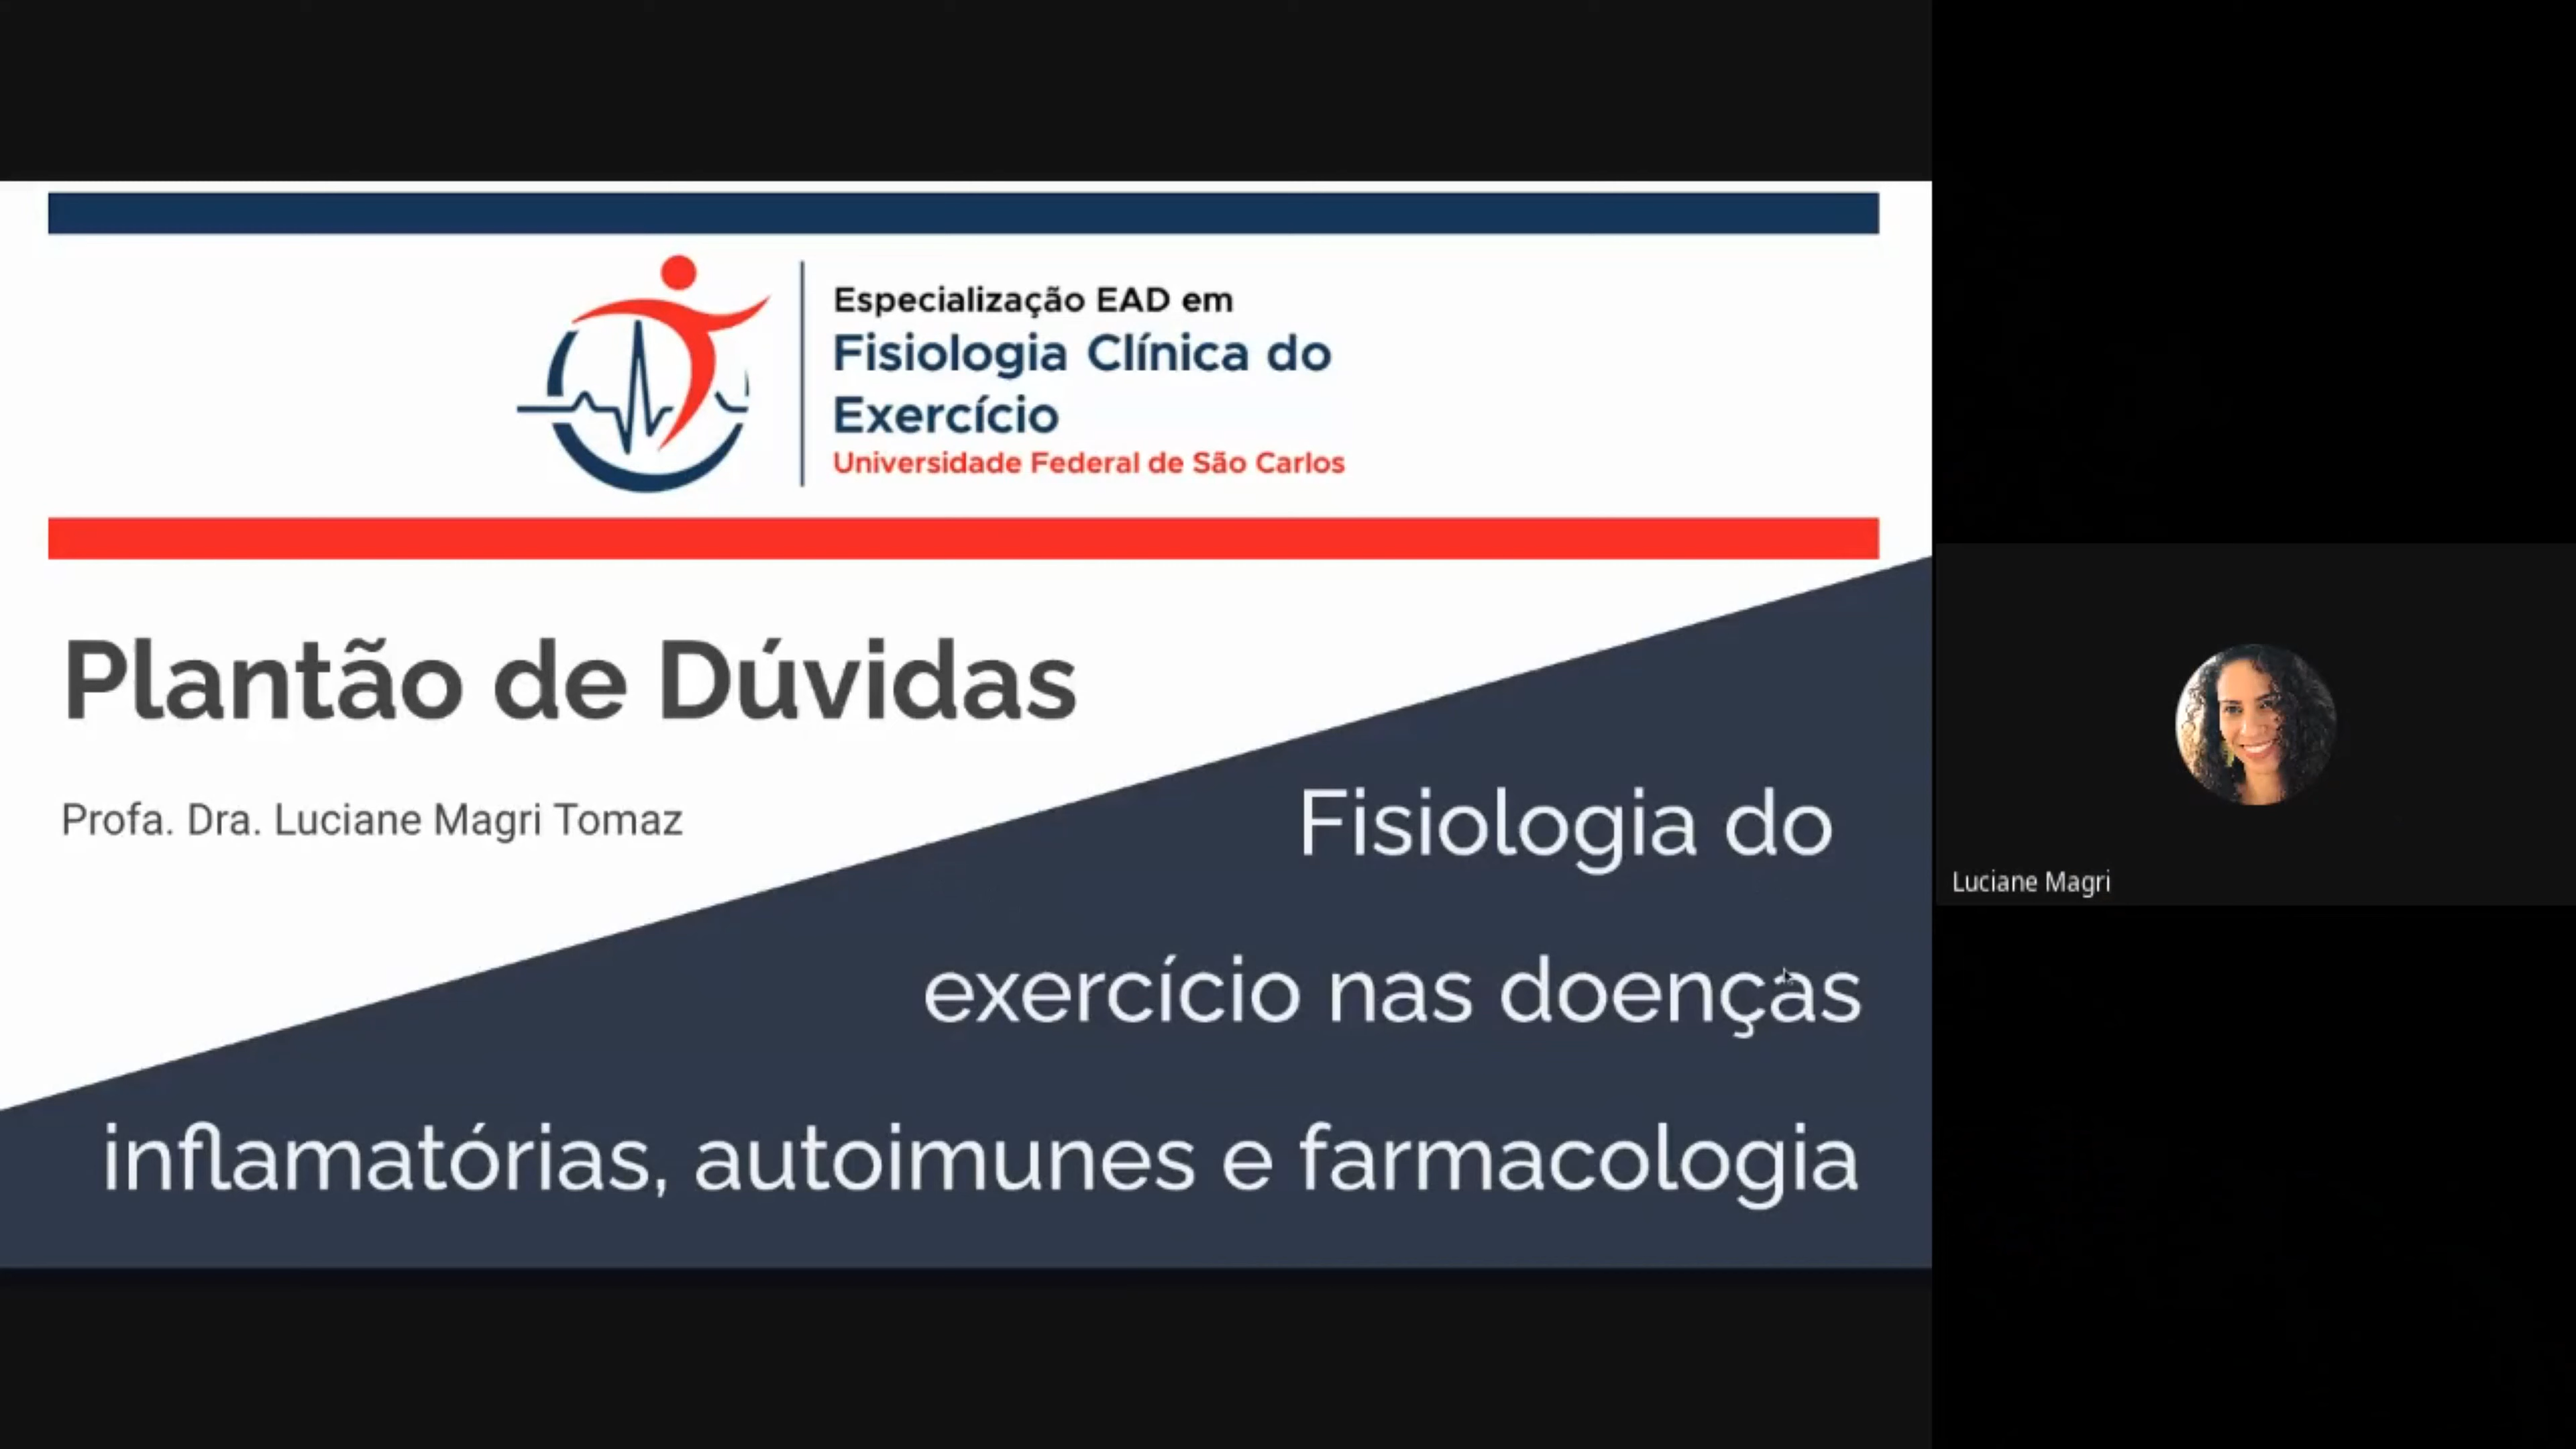 Especialização EAD em
Fisiologia Clínica do
Exercício
Universidade Federal de São Carlos
Plantão de Dúvidas
Profa. Dra. Luciane Magri Tomaz
Fisiologia do
exercício nas doenças
inflamatórias, autoimunes e farmacologia
Luciane Magri